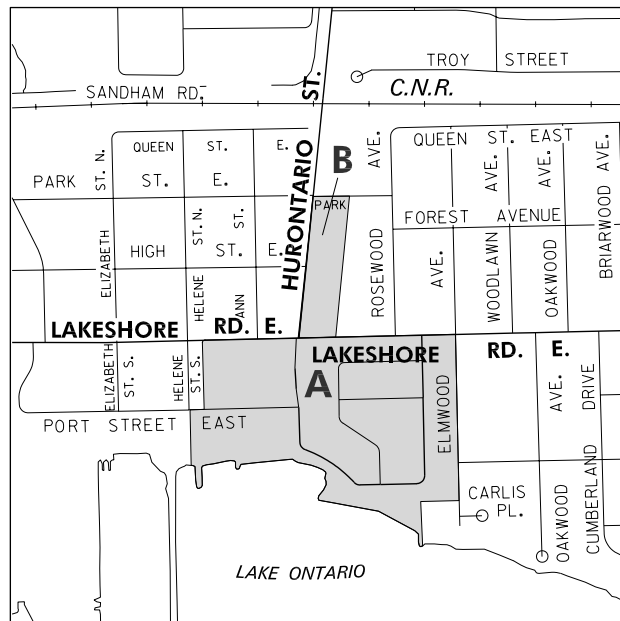 TROY STREET
C.N.R.
SANDHAM RD.
HURONTARIO ST.
QUEEN ST. E.
QUEEN ST. EAST
PARK ST. E.
B
PARK
FOREST AVENUE
ELIZABETH ST. N.
HELENE ST. N.
ANN ST.
HIGH ST. E.
ROSEWOOD AVE.
AVE.
WOODLAWN AVE.
OAKWOOD AVE.
BRIARWOOD AVE.
LAKESHORE RD. E.
LAKESHORE RD. E.
A
ELIZABETH ST. S.
HELENE ST. S.
ELMWOOD
OAKWOOD AVE.
CUMBERLAND DRIVE
PORT STREET EAST
CARLIS PL.
LAKE ONTARIO